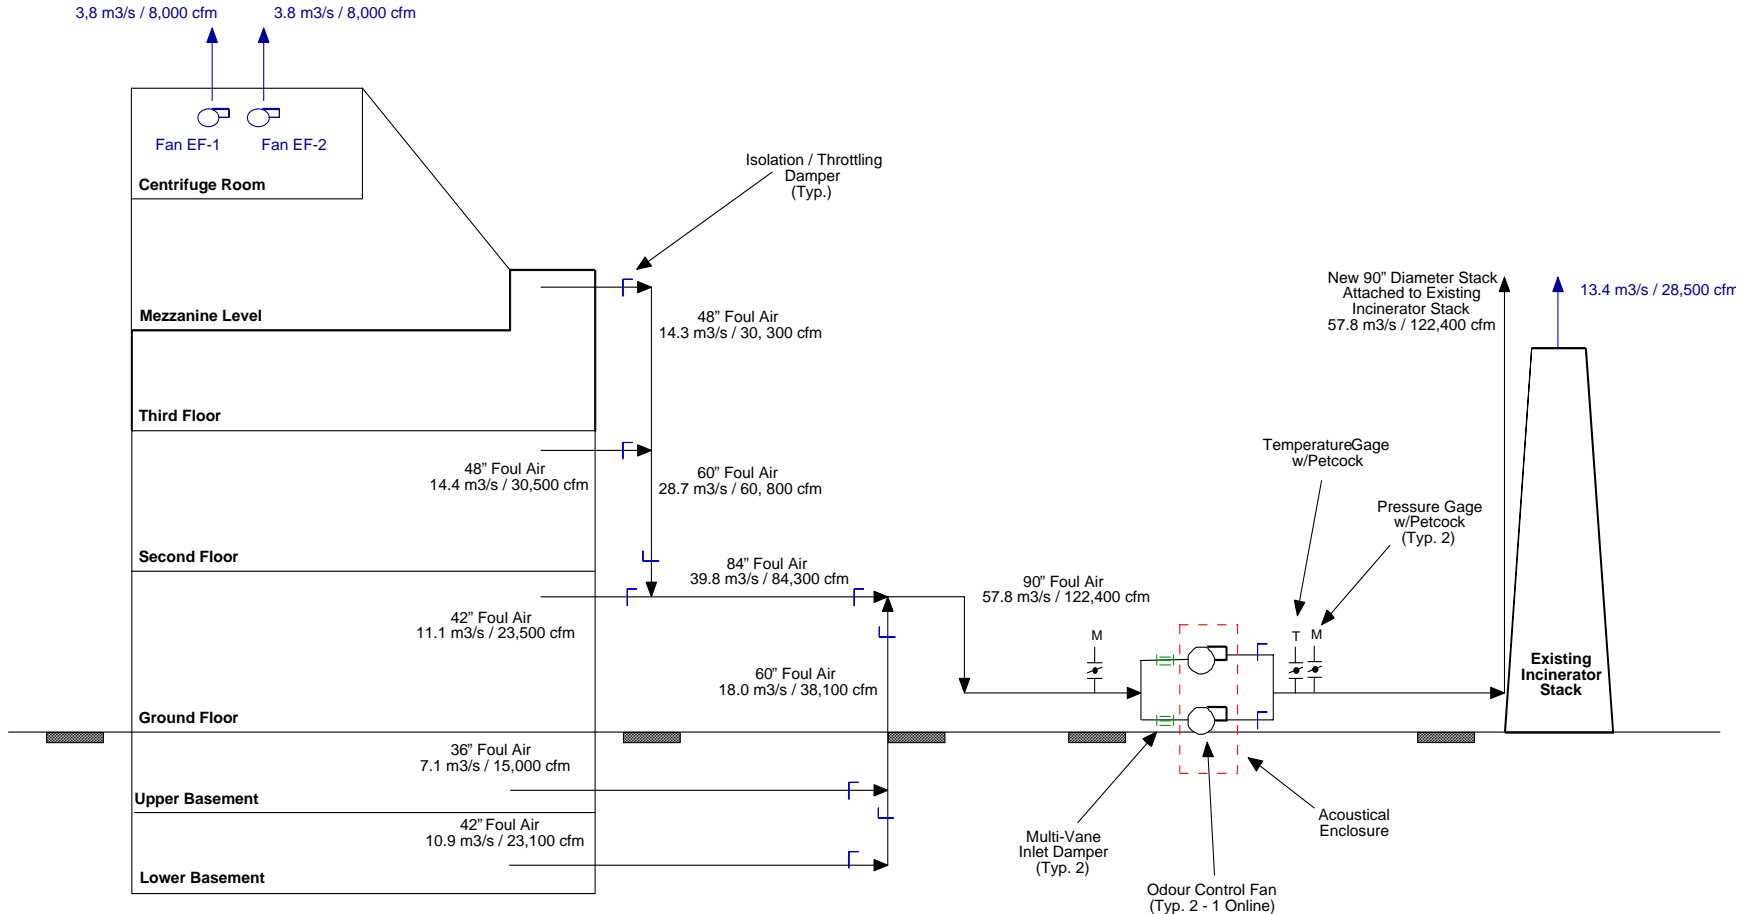 3,8 m3/s / 8,000 cfm
3.8 m3/s / 8,000 cfm
Fan EF-1
Fan EF-2
Centrifuge Room
Isolation / Throttling
Damper
(Typ.)
Mezzanine Level
48” Foul Air
14.3 m3/s / 30, 300 cfm
New 90” Diameter Stack
Attached to Existing
Incinerator Stack
57.8 m3/s / 122,400 cfm
13.4 m3/s / 28,500 cfm
Third Floor
48” Foul Air
14.4 m3/s / 30,500 cfm
60” Foul Air
28.7 m3/s / 60, 800 cfm
TemperatureGage
w/Petcock
Pressure Gage
w/Petcock
(Typ. 2)
Second Floor
84” Foul Air
39.8 m3/s / 84,300 cfm
90” Foul Air
57.8 m3/s / 122,400 cfm
42” Foul Air
11.1 m3/s / 23,500 cfm
M
T
M
60” Foul Air
18.0 m3/s / 38,100 cfm
Existing
Incinerator
Stack
Ground Floor
36” Foul Air
7.1 m3/s / 15,000 cfm
Upper Basement
42” Foul Air
10.9 m3/s / 23,100 cfm
Multi-Vane
Inlet Damper
(Typ. 2)
Acoustical
Enclosure
Lower Basement
Odour Control Fan
(Typ. 2 - 1 Online)